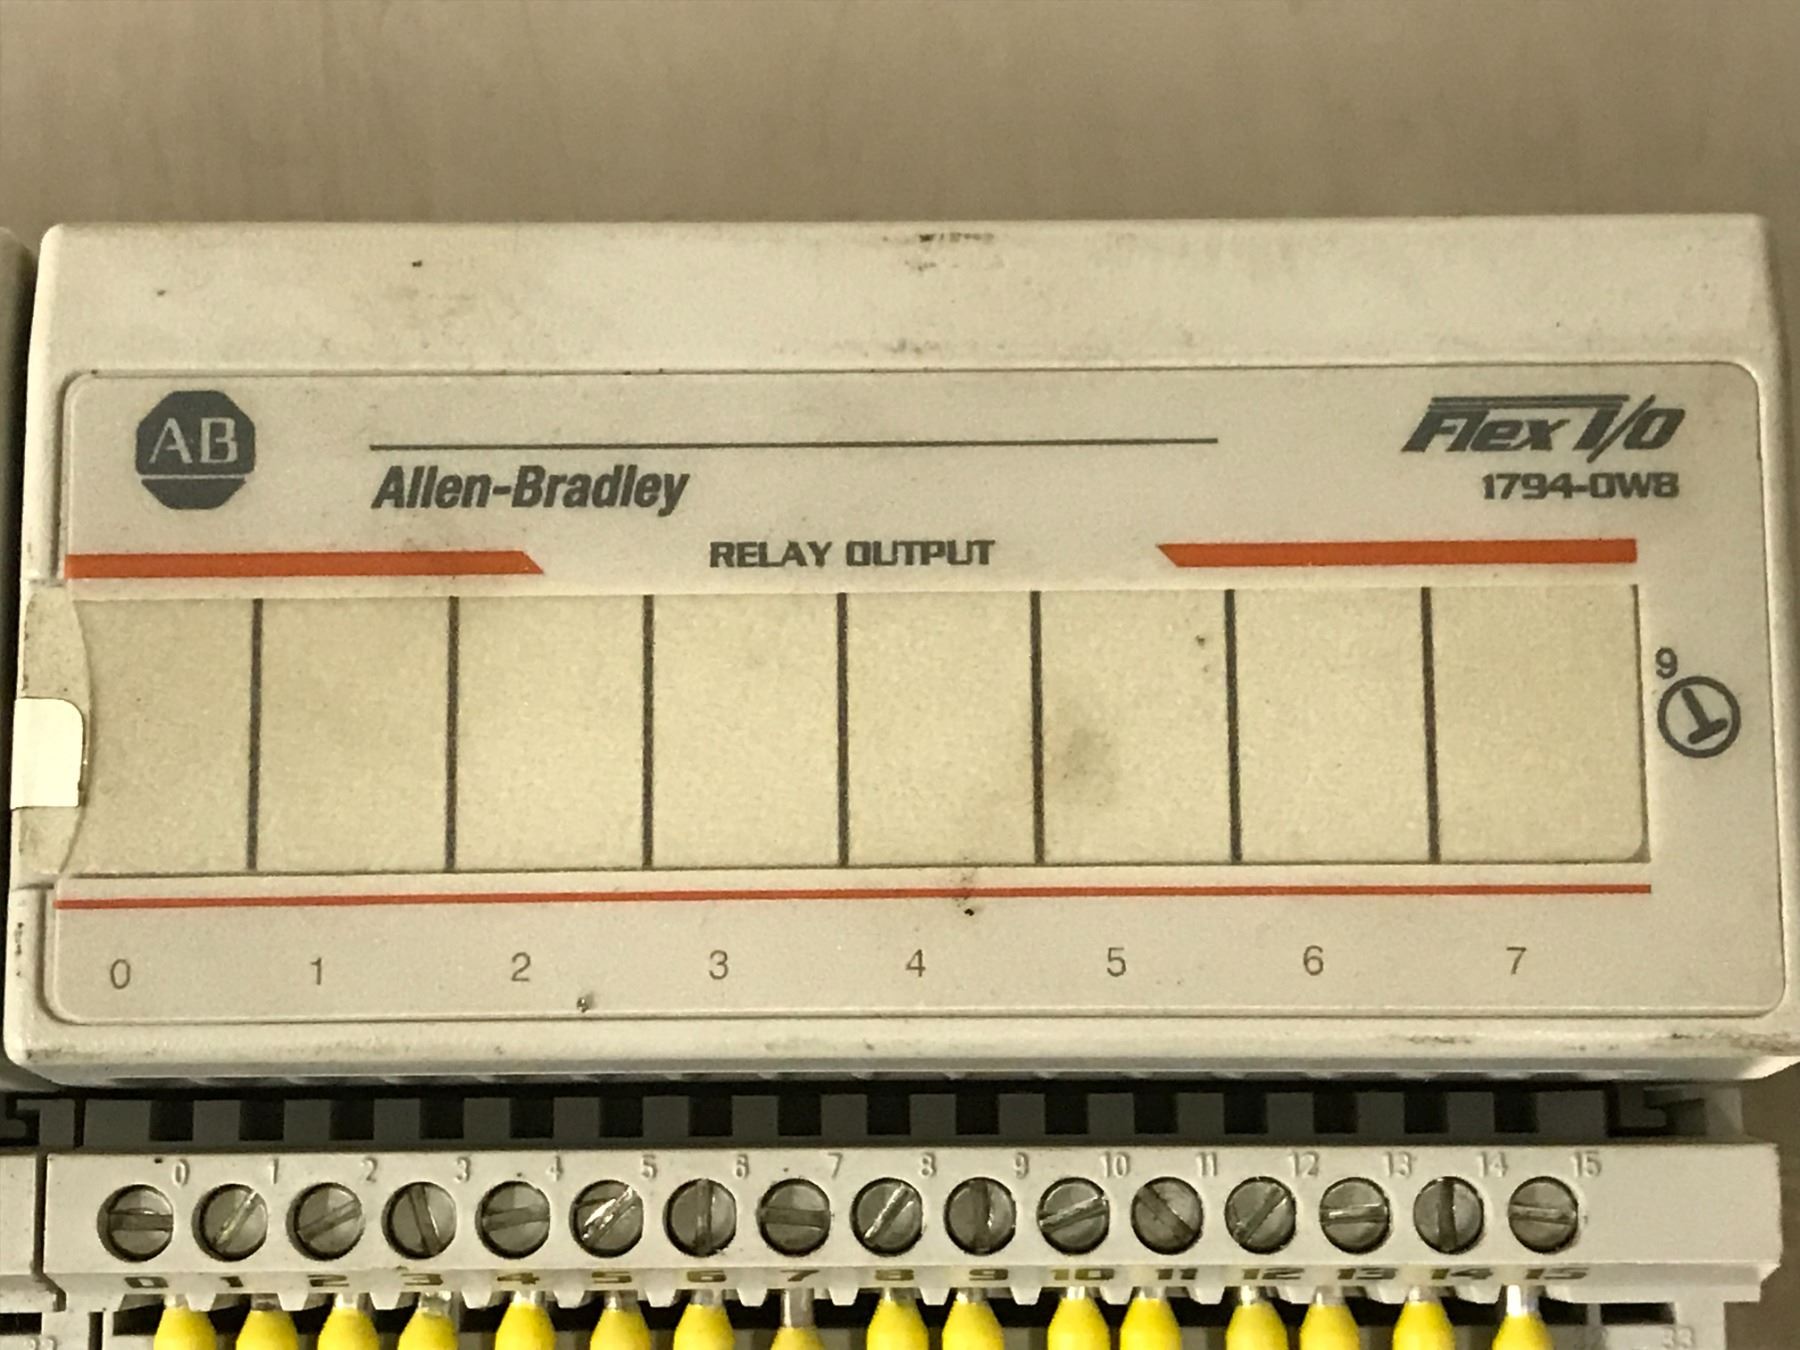 AB
Allen-Bradley
Flex I/O
1794-OW8
RELAY OUTPUT
9
0 1 2 3 4 5 6 7
0 1 2 3 4 5 6 7 8 9 10 11 12 13 14 15
0 1 2 3 4 5 6 7 8 9 10 11 12 13 14 15
33